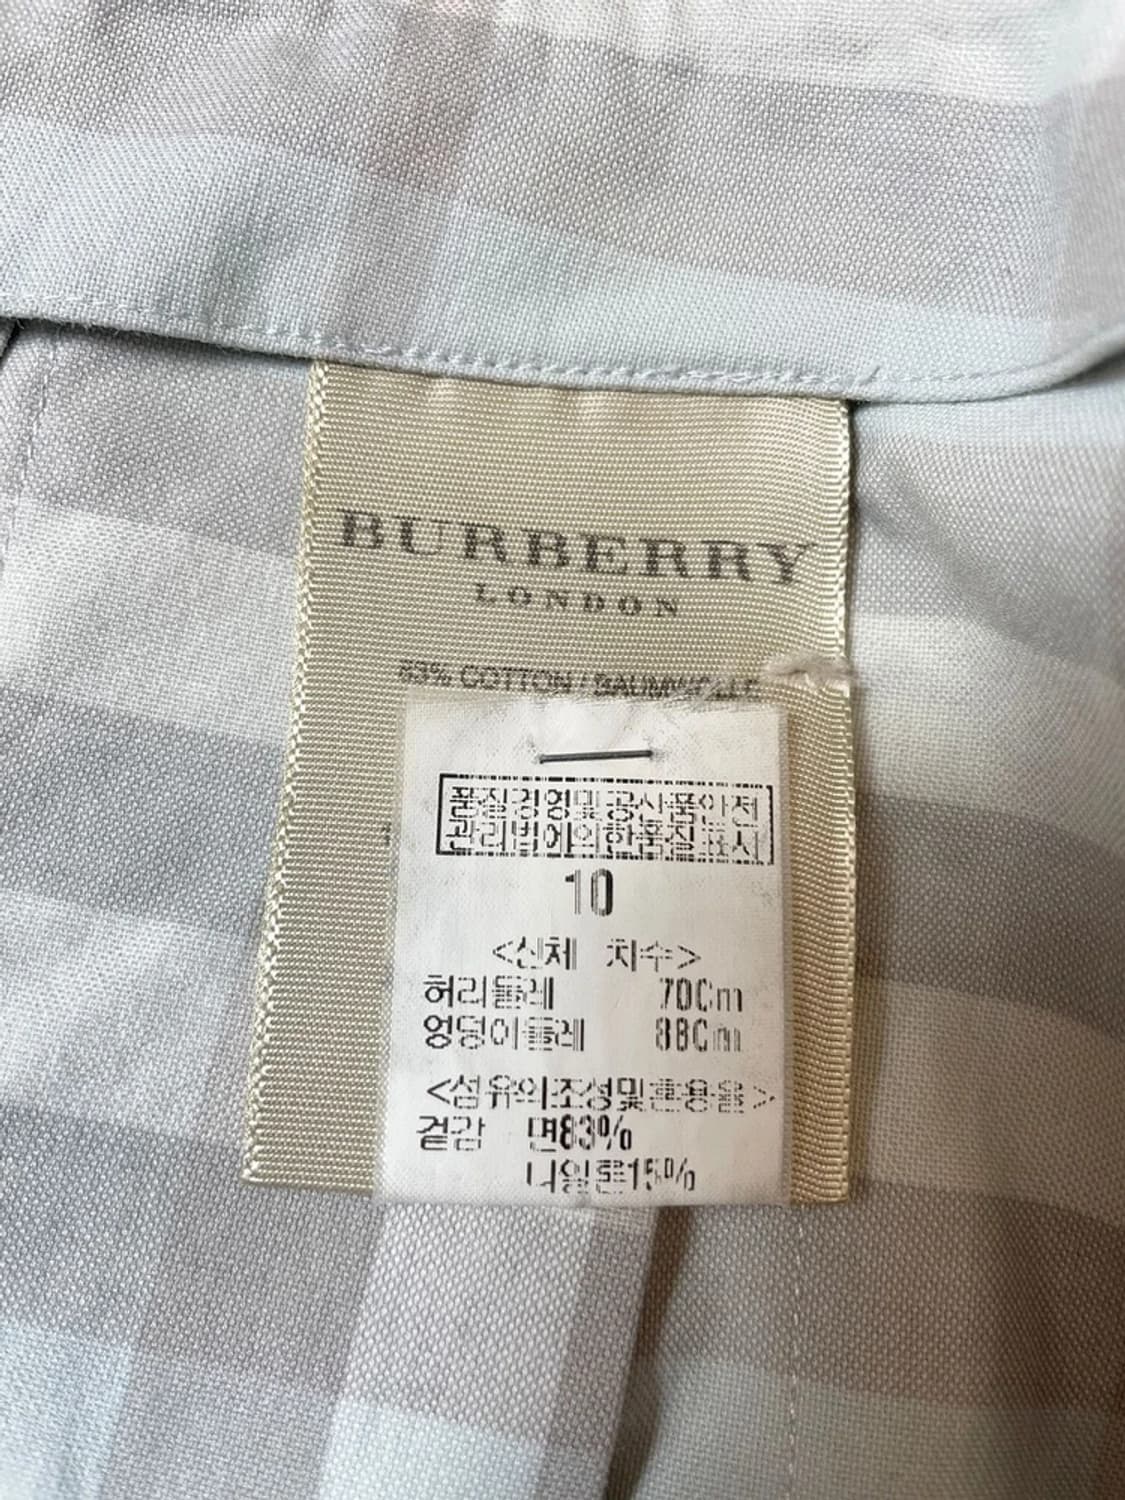 BURBERRY
LONDON
83% COTTON / BAUMWOLLE
품질경영및공산품안전
관리법에의한품질표시
10
<신체 치수>
허리둘레 70Cm
엉덩이둘레 88Cm
<섬유의조성및혼용율>
겉감 면83%
나일론15%